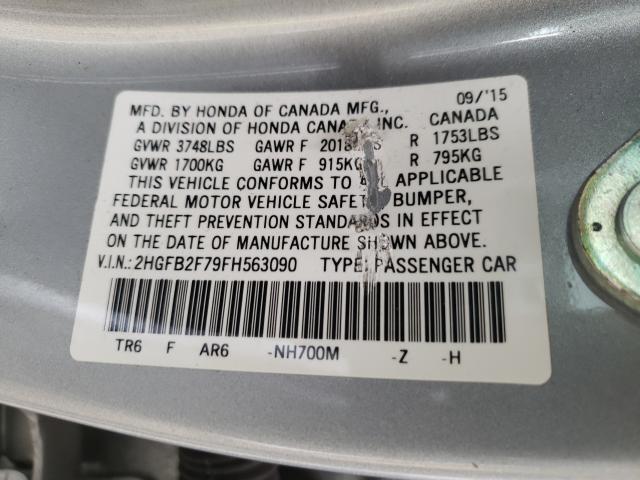 09/'15
MFD. BY HONDA OF CANADA MFG.,
A DIVISION OF HONDA INC. CANADA
GVWR 3748LBS GAWR F R 1753LBS
GVWR 1700KG GAWR F 915KG R 795KG
THIS VEHICLE CONFORMS TO APPLICABLE
FEDERAL MOTOR VEHICLE SAFETY, BUMPER,
AND THEFT PREVENTION STANDARDS IN EFFECT
ON THE DATE OF MANUFACTURE SHOWN ABOVE.
V.I.N.: 2HGFB2F79FH563090 TYPE: PASSENGER CAR
TR6 F AR6 -NH700M -Z -H